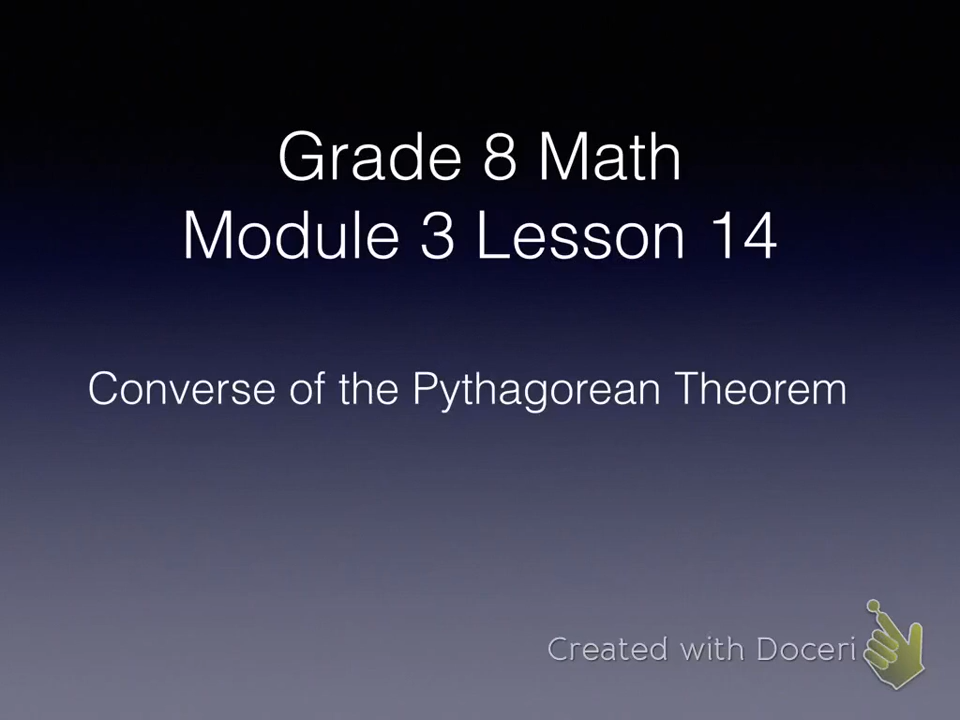 Grade 8 Math
Module 3 Lesson 14
Converse of the Pythagorean Theorem
Created with Doceri